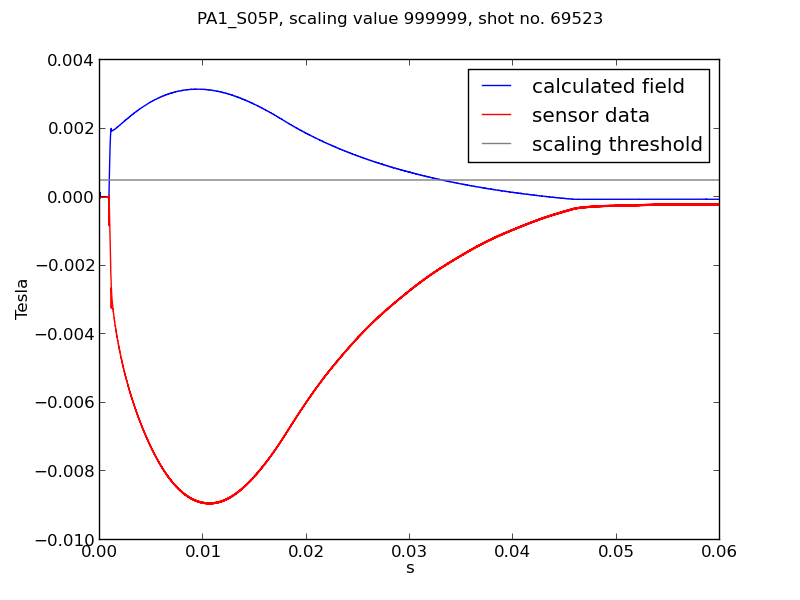 PA1_S05P, scaling value 999999, shot no. 69523
calculated field
sensor data
scaling threshold
0.004
0.002
0.000
−0.002
−0.004
−0.006
−0.008
−0.010
Tesla
0.00 0.01 0.02 0.03 0.04 0.05 0.06
s